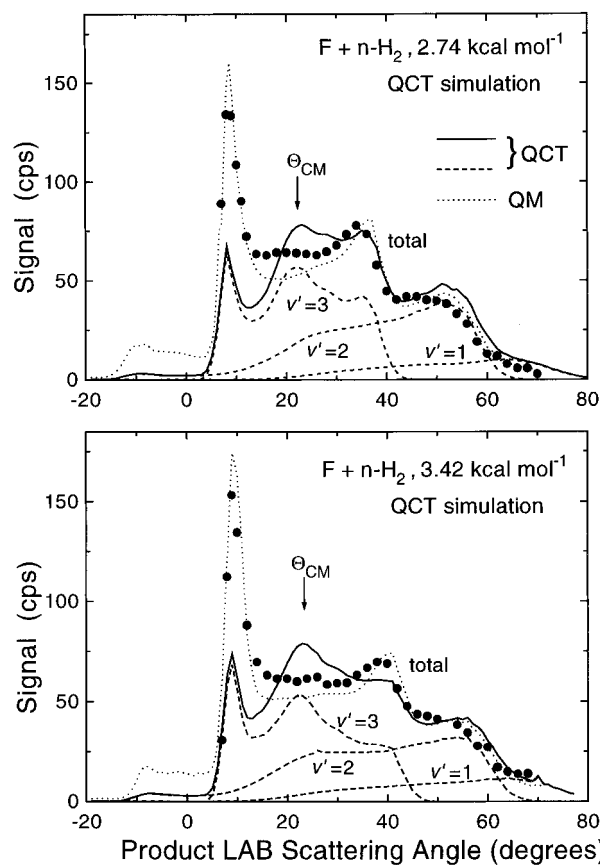 F + n-H₂ , 2.74 kcal mol⁻¹
QCT simulation
150
100
50
0
Signal (cps)
QCT
QM
Θ_CM
total
v'=3
v'=2
v'=1
-20 0 20 40 60 80
F + n-H₂ , 3.42 kcal mol⁻¹
QCT simulation
150
100
50
0
Signal (cps)
Θ_CM
total
v'=3
v'=2
v'=1
-20 0 20 40 60 80
Product LAB Scattering Angle (degrees)